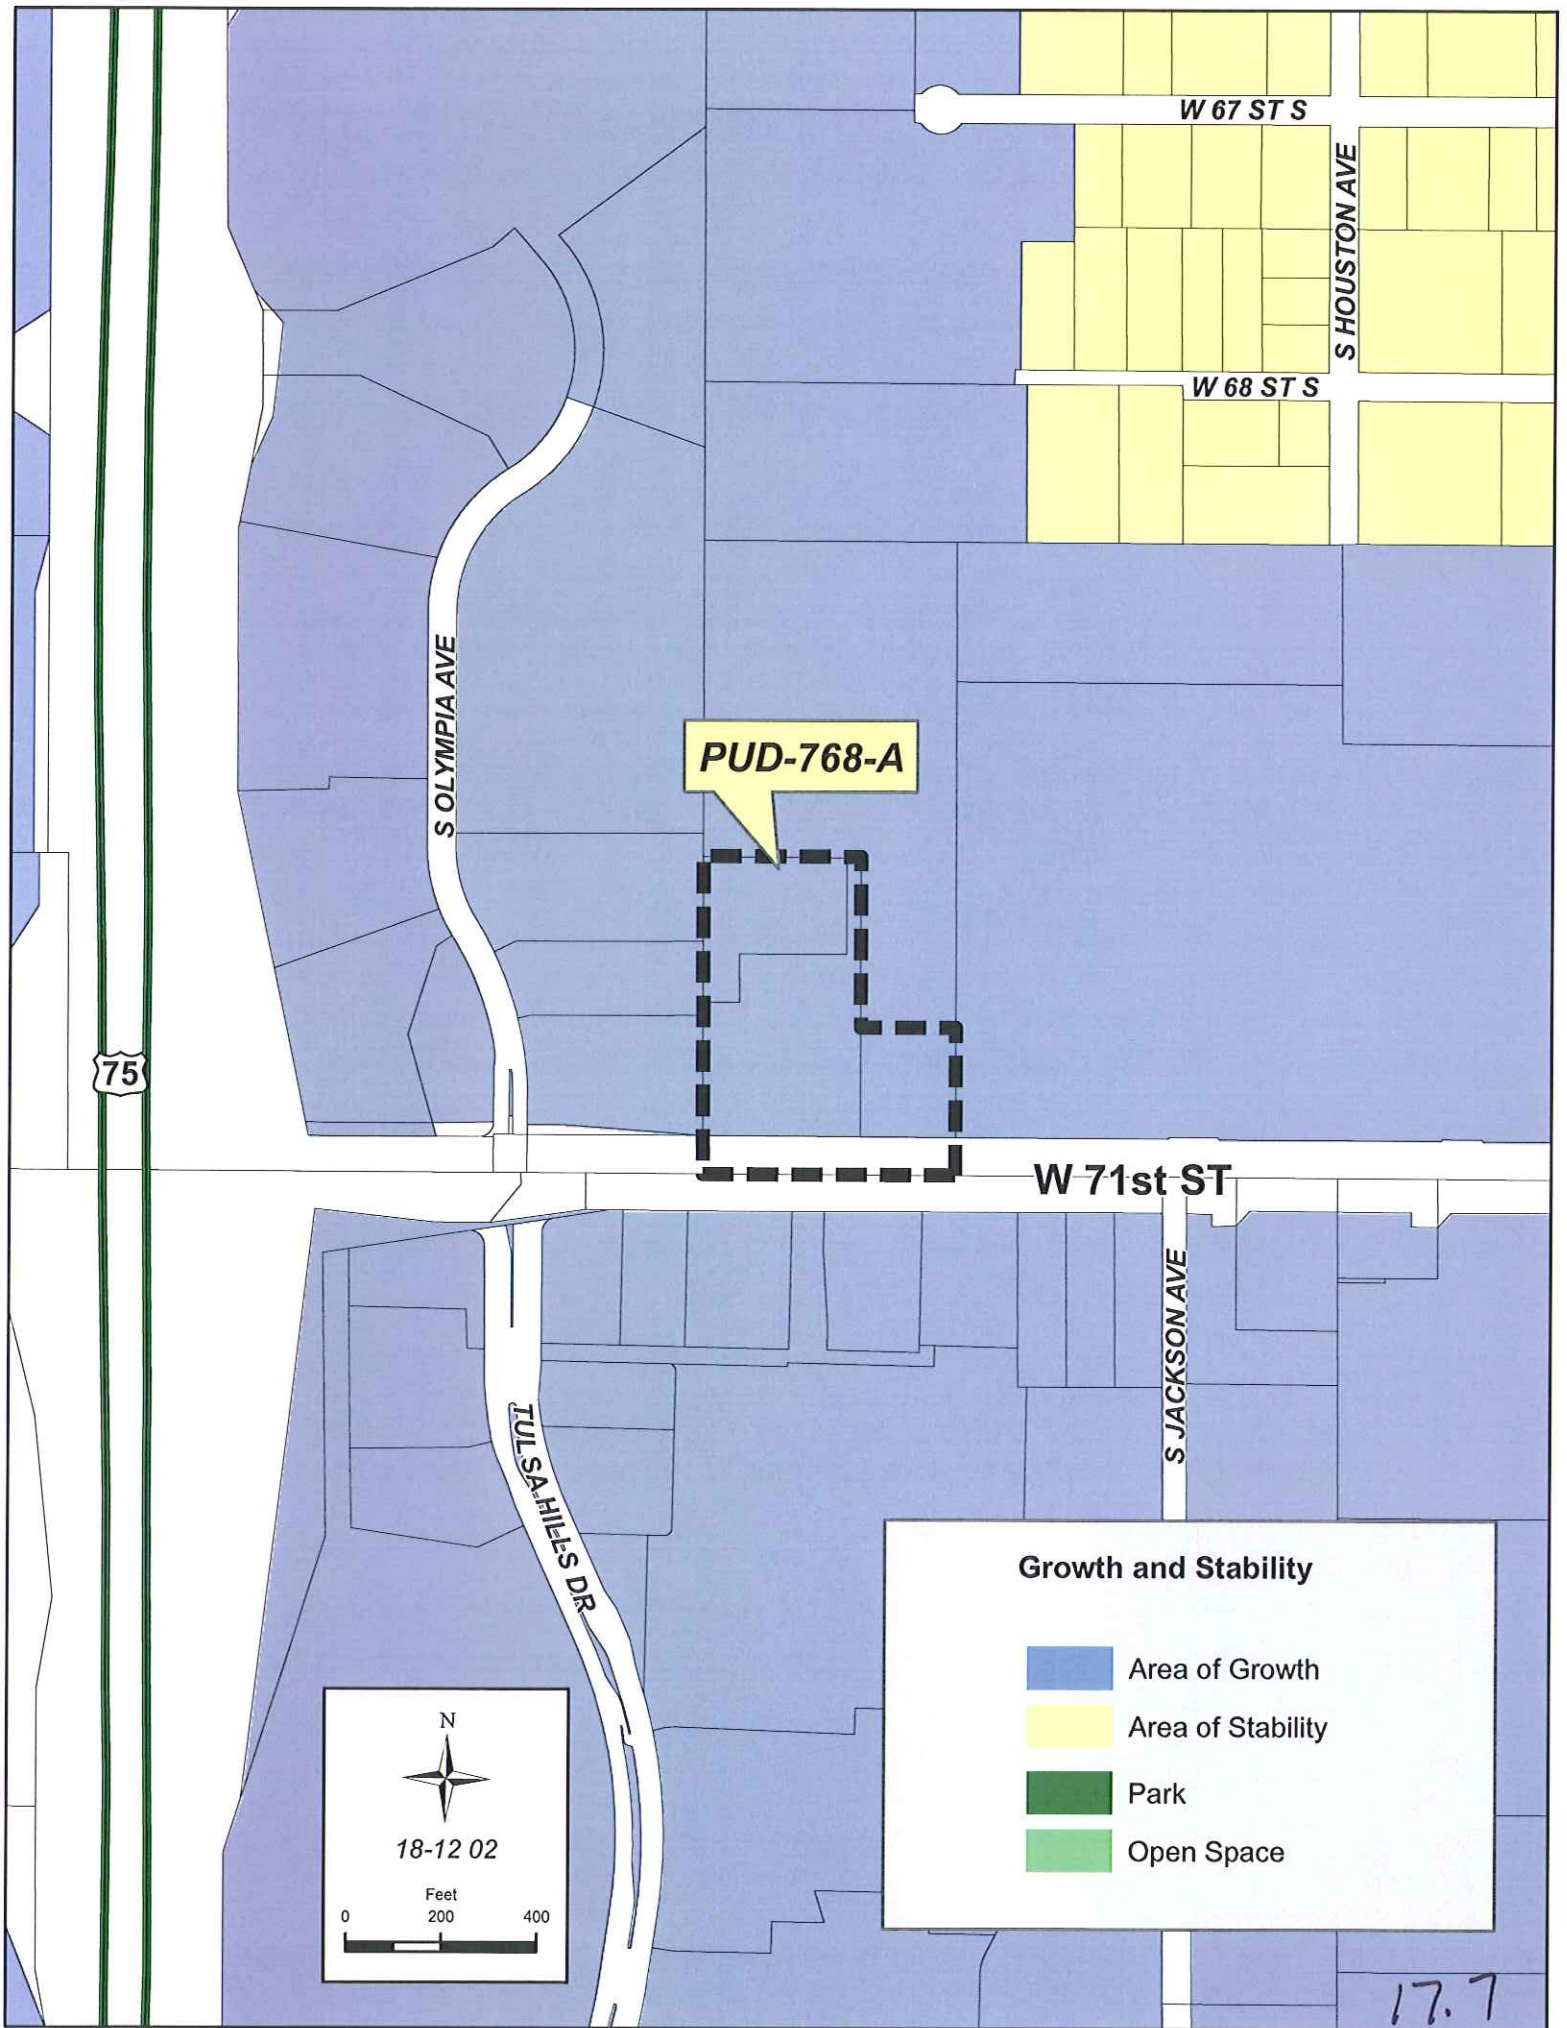 W 67 ST S
S HOUSTON AVE
W 68 ST S
S OLYMPIA AVE
PUD-768-A
75
W 71st ST
S JACKSON AVE
TULSA HILLS DR
Growth and Stability
Area of Growth
Area of Stability
Park
Open Space
N
18-12 02
Feet
0 200 400
17.7